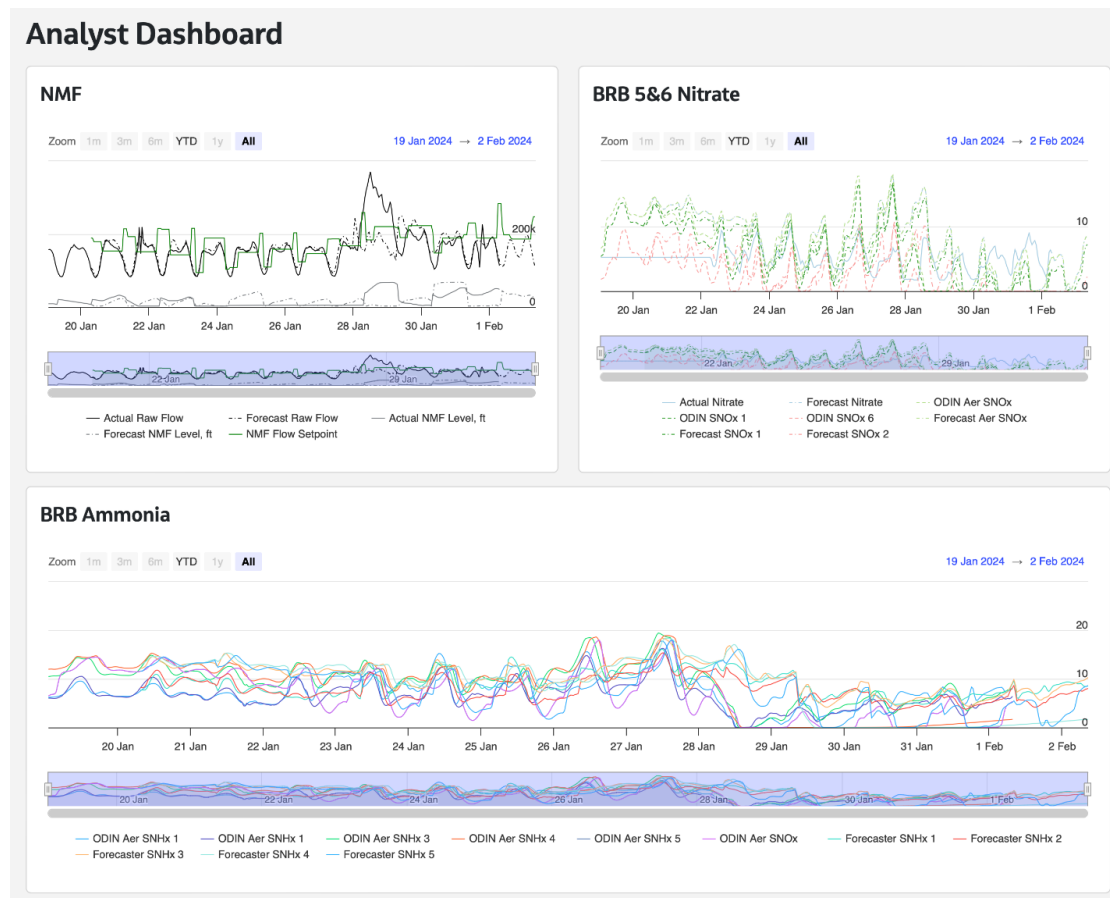 Analyst Dashboard
NMF
Zoom 1m 3m 6m YTD 1y All 19 Jan 2024 → 2 Feb 2024
200k
0
20 Jan 22 Jan 24 Jan 26 Jan 28 Jan 30 Jan 1 Feb
22 Jan 29 Jan
Actual Raw Flow Forecast Raw Flow Actual NMF Level, ft
Forecast NMF Level, ft NMF Flow Setpoint
BRB 5&6 Nitrate
Zoom 1m 3m 6m YTD 1y All 19 Jan 2024 → 2 Feb 2024
10
0
20 Jan 22 Jan 24 Jan 26 Jan 28 Jan 30 Jan 1 Feb
22 Jan 29 Jan
Actual Nitrate Forecast Nitrate ODIN Aer SNOx
ODIN SNOx 1 ODIN SNOx 6 Forecast Aer SNOx
Forecast SNOx 1 Forecast SNOx 2
BRB Ammonia
Zoom 1m 3m 6m YTD 1y All 19 Jan 2024 → 2 Feb 2024
20
10
0
20 Jan 21 Jan 22 Jan 23 Jan 24 Jan 25 Jan 26 Jan 27 Jan 28 Jan 29 Jan 30 Jan 31 Jan 1 Feb 2 Feb
20 Jan 22 Jan 24 Jan 26 Jan 28 Jan 30 Jan 1 Feb
ODIN Aer SNHx 1 ODIN Aer SNHx 1 ODIN Aer SNHx 3 ODIN Aer SNHx 4 ODIN Aer SNHx 5 ODIN Aer SNOx Forecaster SNHx 1 Forecaster SNHx 2
Forecaster SNHx 3 Forecaster SNHx 4 Forecaster SNHx 5